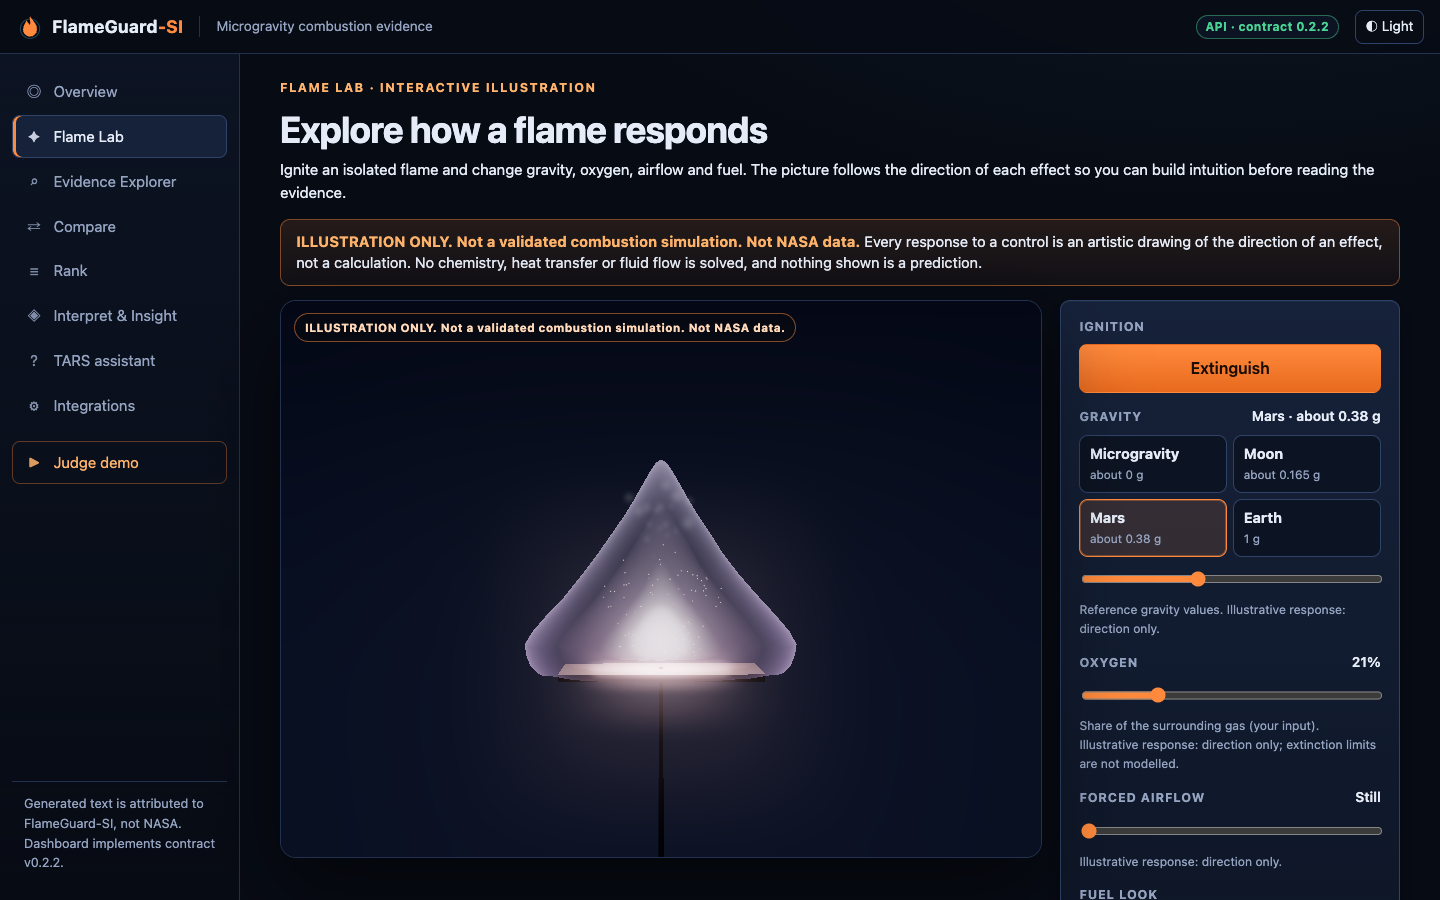 FlameGuard-SI
Microgravity combustion evidence
API · contract 0.2.2
Light
Overview
Flame Lab
Evidence Explorer
Compare
Rank
Interpret & Insight
TARS assistant
Integrations
Judge demo
Generated text is attributed to
FlameGuard-SI, not NASA.
Dashboard implements contract
v0.2.2.
FLAME LAB · INTERACTIVE ILLUSTRATION
Explore how a flame responds
Ignite an isolated flame and change gravity, oxygen, airflow and fuel. The picture follows the direction of each effect so you can build intuition before reading the
evidence.
ILLUSTRATION ONLY. Not a validated combustion simulation. Not NASA data. Every response to a control is an artistic drawing of the direction of an effect,
not a calculation. No chemistry, heat transfer or fluid flow is solved, and nothing shown is a prediction.
ILLUSTRATION ONLY. Not a validated combustion simulation. Not NASA data.
IGNITION
Extinguish
GRAVITY
Mars · about 0.38 g
Microgravity
about 0 g
Moon
about 0.165 g
Mars
about 0.38 g
Earth
1 g
Reference gravity values. Illustrative response:
direction only.
OXYGEN
21%
Share of the surrounding gas (your input).
Illustrative response: direction only; extinction limits
are not modelled.
FORCED AIRFLOW
Still
Illustrative response: direction only.
FUEL LOOK